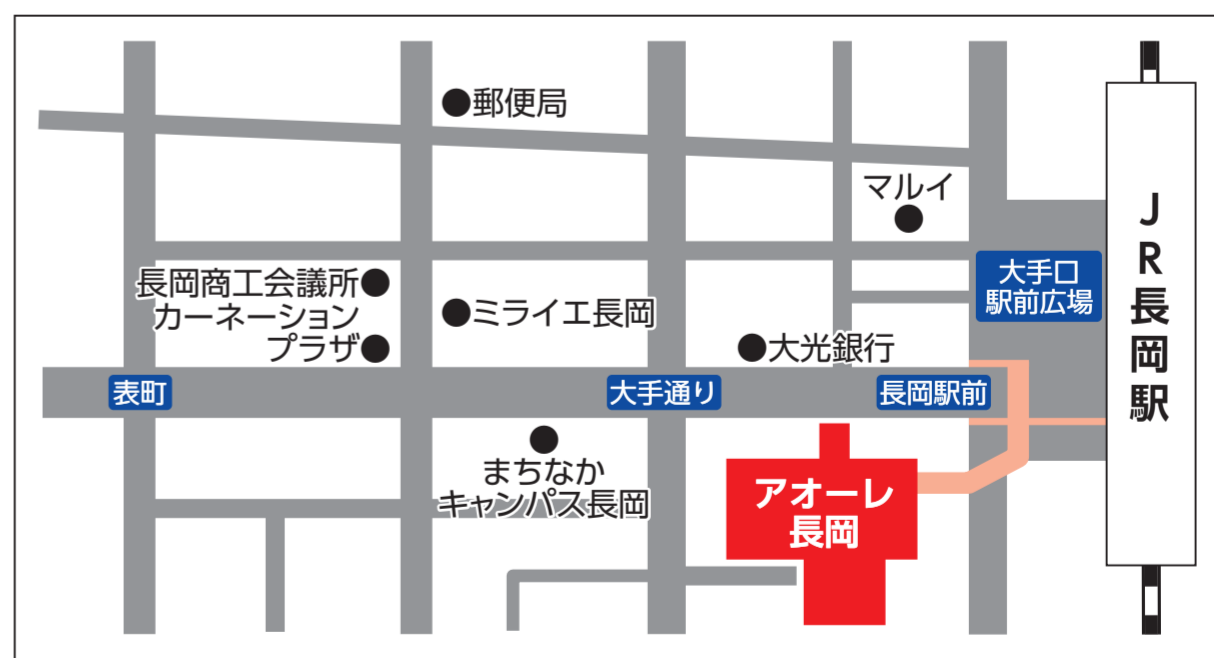 郵便局
マルイ
JR長岡駅
大手口
駅前広場
長岡商工会議所
カーネーション
プラザ
ミライエ長岡
大光銀行
表町
大手通り
長岡駅前
まちなか
キャンパス長岡
アオーレ
長岡